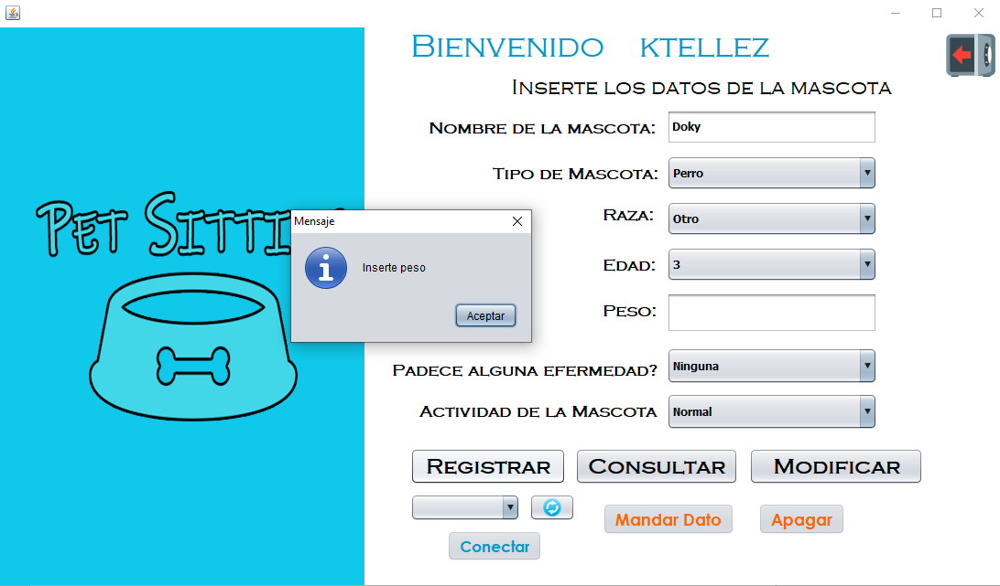 Bienvenido ktellez
Inserte los datos de la mascota
Nombre de la mascota: Doky
Tipo de Mascota: Perro
Raza: Otro
Edad: 3
Peso:
Padece alguna efermedad? Ninguna
Actividad de la Mascota Normal
Pet Sitti
Mensaje
Inserte peso
Aceptar
Registrar Consultar Modificar
Mandar Dato Apagar
Conectar